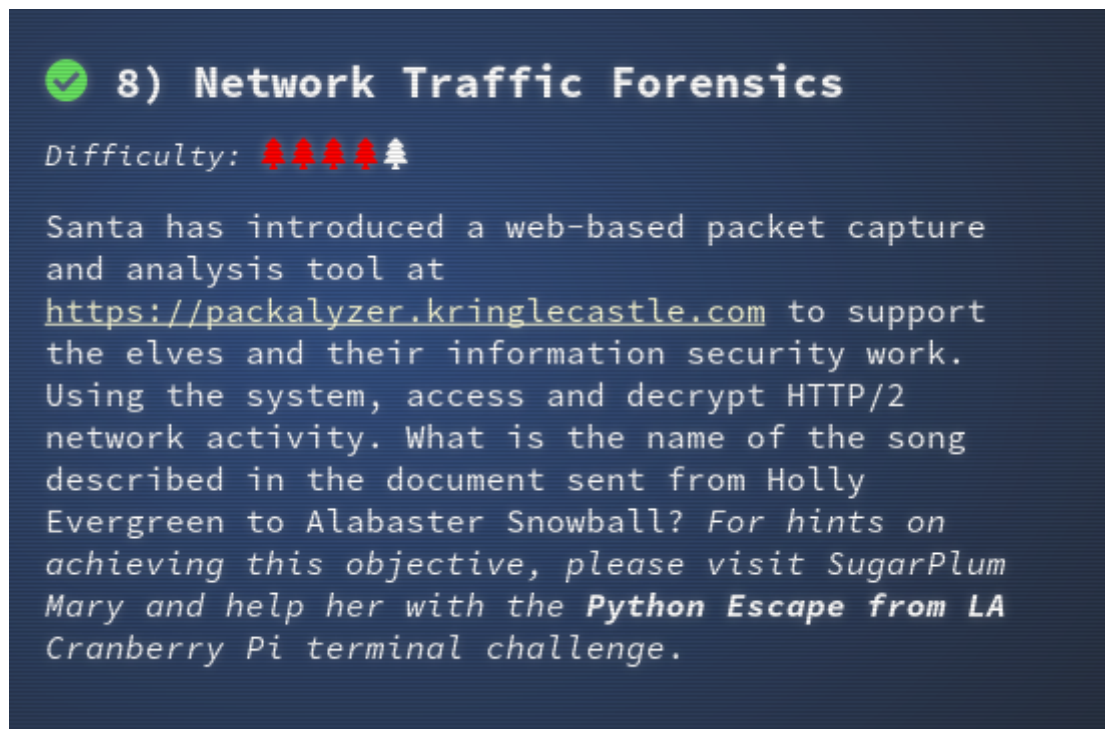 8) Network Traffic Forensics
Difficulty:
Santa has introduced a web-based packet capture
and analysis tool at
https://packalyzer.kringlecastle.com to support
the elves and their information security work.
Using the system, access and decrypt HTTP/2
network activity. What is the name of the song
described in the document sent from Holly
Evergreen to Alabaster Snowball? For hints on
achieving this objective, please visit SugarPlum
Mary and help her with the Python Escape from LA
Cranberry Pi terminal challenge.